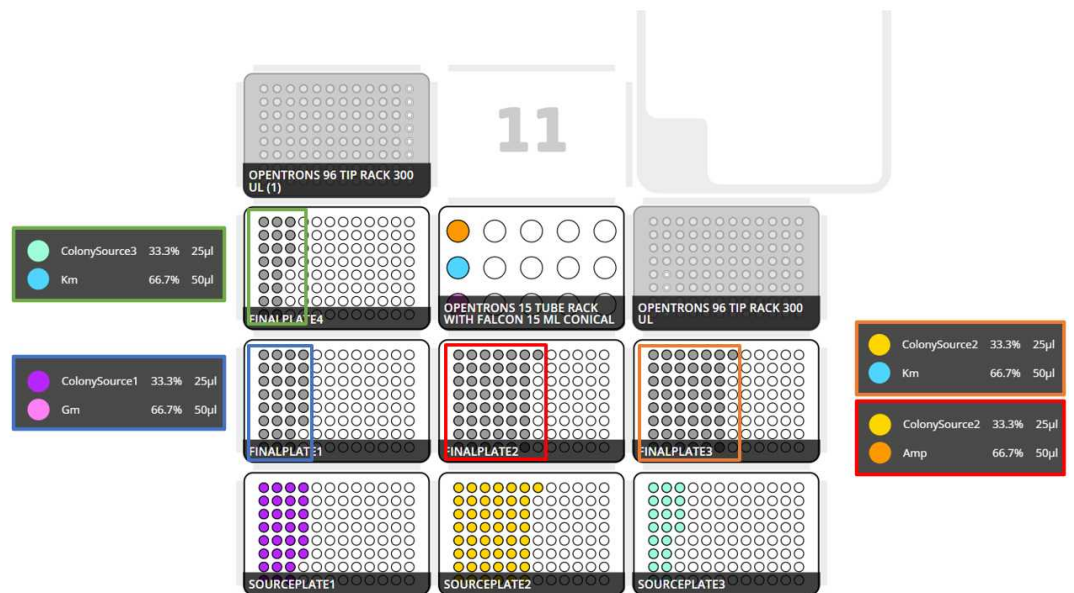 11
OPENTRONS 96 TIP RACK 300
UL (1)
ColonySource3 33.3% 25µl
Km 66.7% 50µl
FINALPLATE4
OPENTRONS 15 TUBE RACK
WITH FALCON 15 ML CONICAL
OPENTRONS 96 TIP RACK 300
UL
ColonySource1 33.3% 25µl
Gm 66.7% 50µl
FINALPLATE1
FINALPLATE2
FINALPLATE3
ColonySource2 33.3% 25µl
Km 66.7% 50µl
ColonySource2 33.3% 25µl
Amp 66.7% 50µl
SOURCEPLATE1
SOURCEPLATE2
SOURCEPLATE3